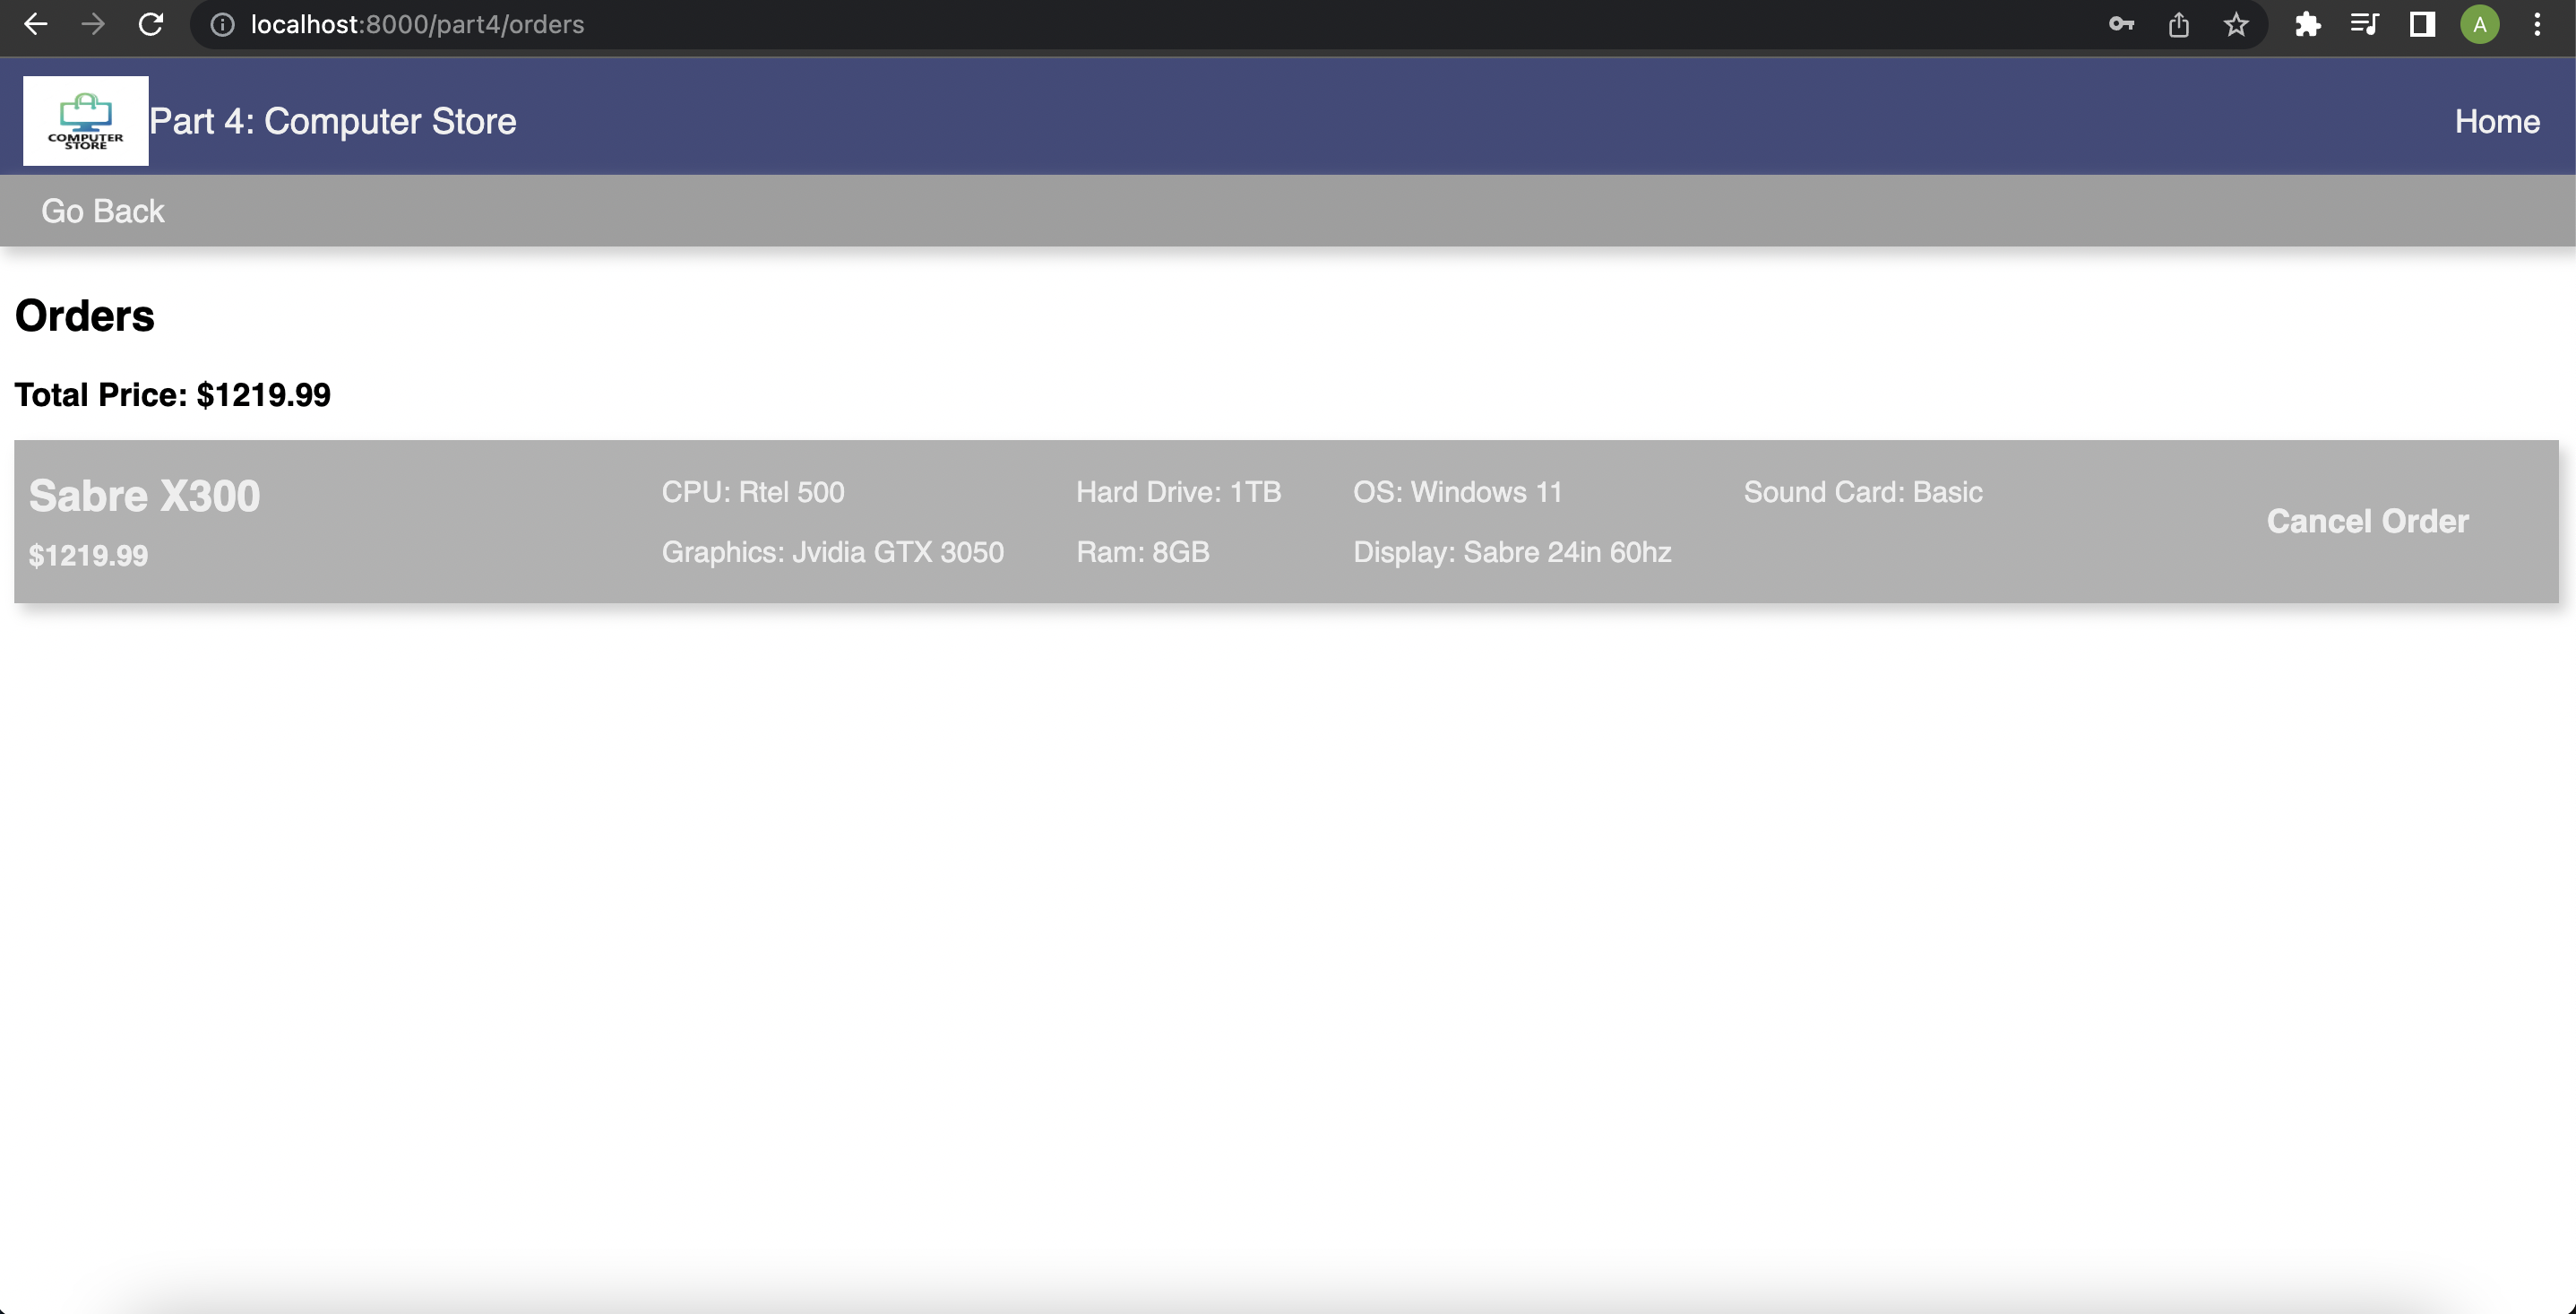 localhost:8000/part4/orders
A
COMPUTER
STORE
Part 4: Computer Store
Home
Go Back
Orders
Total Price: $1219.99
Sabre X300
$1219.99
CPU: Rtel 500
Graphics: Jvidia GTX 3050
Hard Drive: 1TB
Ram: 8GB
OS: Windows 11
Display: Sabre 24in 60hz
Sound Card: Basic
Cancel Order